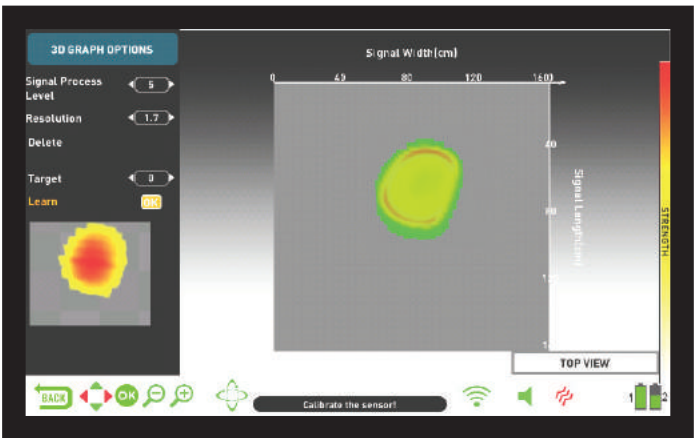 3D GRAPH OPTIONS
Signal Process
Level
5
Resolution
1.7
Delete
Target
0
Learn
OK
Signal Width(cm)
0 40 80 120 160
40
80
Signal Length(cm)
STRENGTH
TOP VIEW
BACK
OK
Calibrate the sensor!
1
2